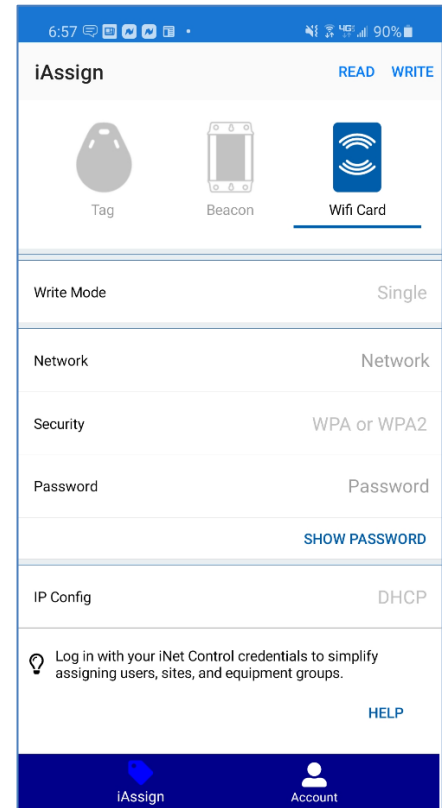 6:57 4G 90%
iAssign READ WRITE
Tag Beacon Wifi Card
Write Mode Single
Network Network
Security WPA or WPA2
Password Password
SHOW PASSWORD
IP Config DHCP
Log in with your iNet Control credentials to simplify
assigning users, sites, and equipment groups.
HELP
iAssign Account